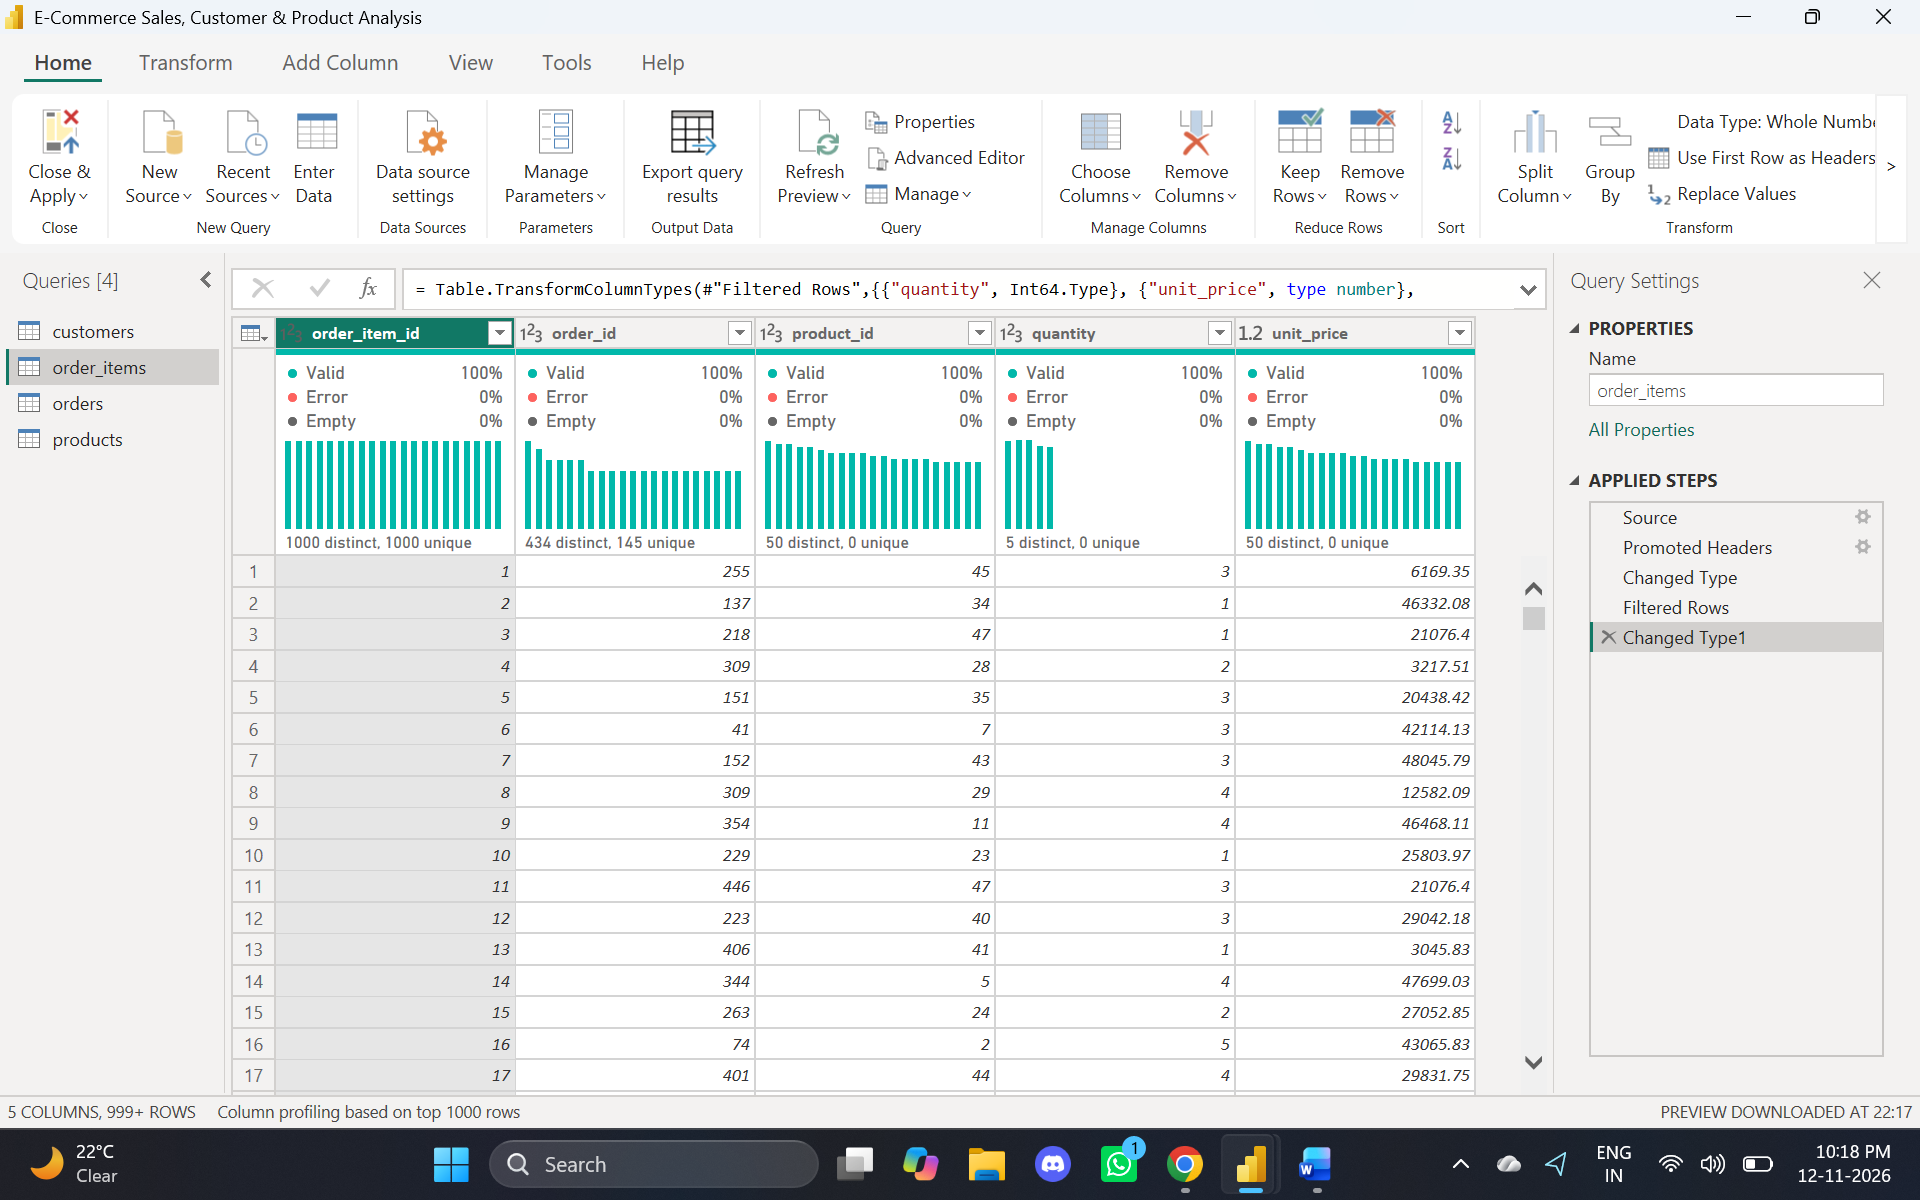 E-Commerce Sales, Customer & Product Analysis
Home Transform Add Column View Tools Help
Close &
Apply
Close
New
Source
Recent
Sources
Enter
Data
New Query
Data source
settings
Data Sources
Manage
Parameters
Parameters
Export query
results
Output Data
Refresh
Preview
Properties
Advanced Editor
Manage
Query
Choose
Columns
Remove
Columns
Manage Columns
Keep
Rows
Remove
Rows
Reduce Rows
A
Z
Z
A
Sort
Split
Column
Group
By
Data Type: Whole Numbe
Use First Row as Headers
1
2
Replace Values
Transform
>
Queries [4]
customers
order_items
orders
products
fx
= Table.TransformColumnTypes(#"Filtered Rows",{{"quantity", Int64.Type}, {"unit_price", type number},
123 order_item_id 123 order_id 123 product_id 123 quantity 1.2 unit_price
Valid 100% Valid 100% Valid 100% Valid 100% Valid 100%
Error 0% Error 0% Error 0% Error 0% Error 0%
Empty 0% Empty 0% Empty 0% Empty 0% Empty 0%
1000 distinct, 1000 unique 434 distinct, 145 unique 50 distinct, 0 unique 5 distinct, 0 unique 50 distinct, 0 unique
1 1 255 45 3 6169.35
2 2 137 34 1 46332.08
3 3 218 47 1 21076.4
4 4 309 28 2 3217.51
5 5 151 35 3 20438.42
6 6 41 7 3 42114.13
7 7 152 43 3 48045.79
8 8 309 29 4 12582.09
9 9 354 11 4 46468.11
10 10 229 23 1 25803.97
11 11 446 47 3 21076.4
12 12 223 40 3 29042.18
13 13 406 41 1 3045.83
14 14 344 5 4 47699.03
15 15 263 24 2 27052.85
16 16 74 2 5 43065.83
17 17 401 44 4 29831.75
Query Settings
PROPERTIES
Name
order_items
All Properties
APPLIED STEPS
Source
Promoted Headers
Changed Type
Filtered Rows
Changed Type1
5 COLUMNS, 999+ ROWS Column profiling based on top 1000 rows
PREVIEW DOWNLOADED AT 22:17
22°C
Clear
Search
1
W
ENG
IN
10:18 PM
12-11-2026